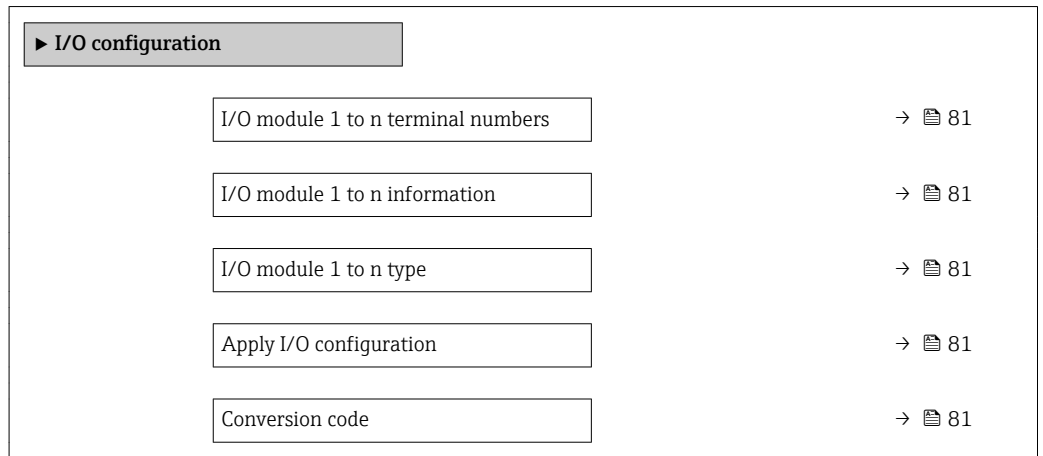 ► I/O configuration
I/O module 1 to n terminal numbers → 81
I/O module 1 to n information → 81
I/O module 1 to n type → 81
Apply I/O configuration → 81
Conversion code → 81